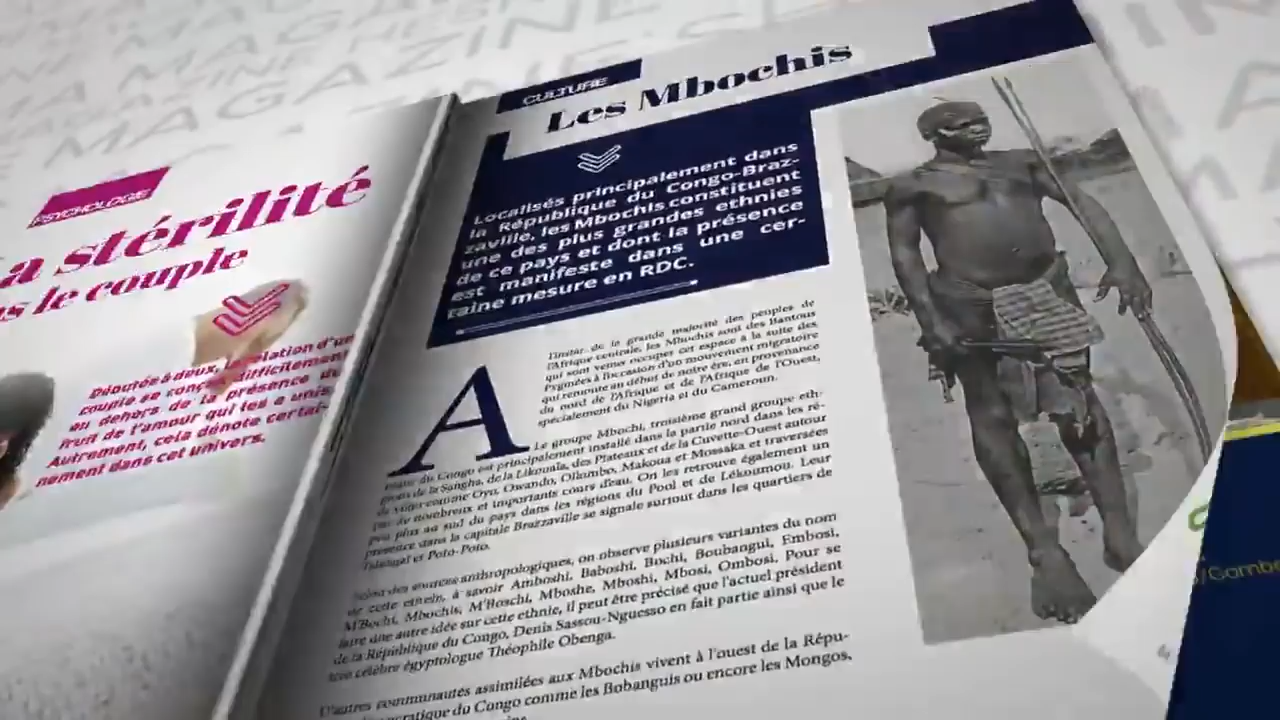 MAGAZINE
PSYCHOLOGIE
a stérilité
s le couple
Députée à deux, la relation d'un
couple se conçoit difficilement
en dehors de la présence du
fruit de l'amour qui les a unis.
Autrement, cela dénote certai-
nement dans cet univers.
CULTURE
Les Mbochis
Localisés principalement dans
la République du Congo-Braz-
zaville, les Mbochis constituent
une des plus grandes ethnies
de ce pays et dont la présence
est manifeste dans une cer-
taine mesure en RDC.
A
l'instar de la grande majorité des peuples de
l'Afrique centrale, les Mbochis sont des Bantous
qui sont venus occuper cet espace à la suite des
Pygmées à l'occasion d'un mouvement migratoire
qui remonte au début de notre ère, en provenance
du nord de l'Afrique et de l'Afrique de l'Ouest,
spécialement du Nigeria et du Cameroun.
Le groupe Mbochi, troisième grand groupe eth-
nique du Congo est principalement installé dans la partie nord dans les ré-
gions de la Sangha, de la Likouala, des Plateaux et de la Cuvette-Ouest autour
de villes comme Oyo, Owando, Ollombo, Makoua et Mossaka et traversées
par de nombreux et importants cours d'eau. On les retrouve également un
peu plus au sud du pays dans les régions du Pool et de Lékoumou. Leur
présence dans la capitale Brazzaville se signale surtout dans les quartiers de
Talangaï et Poto-Poto.
Selon des sources anthropologiques, on observe plusieurs variantes du nom
de cette ethnie, à savoir Amboshi, Baboshi, Bochi, Boubangui, Embosi,
M'Bochi, Mbochis, M'Boschi, Mboshe, Mboshi, Mbosi, Ombosi. Pour se
faire une autre idée sur cette ethnie, il peut être précisé que l'actuel président
de la République du Congo, Denis Sassou-Nguesso en fait partie ainsi que le
célèbre égyptologue Théophile Obenga.
D'autres communautés assimilées aux Mbochis vivent à l'ouest de la Répu-
cratique du Congo comme les Bobanguis ou encore les Mongos,